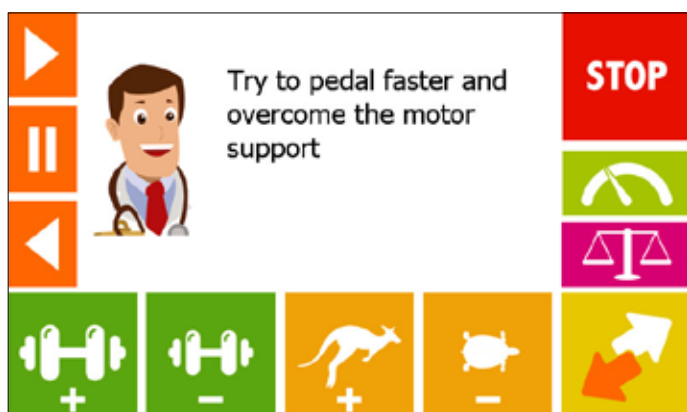 Try to pedal faster and
overcome the motor
support
STOP
+
−
+
−